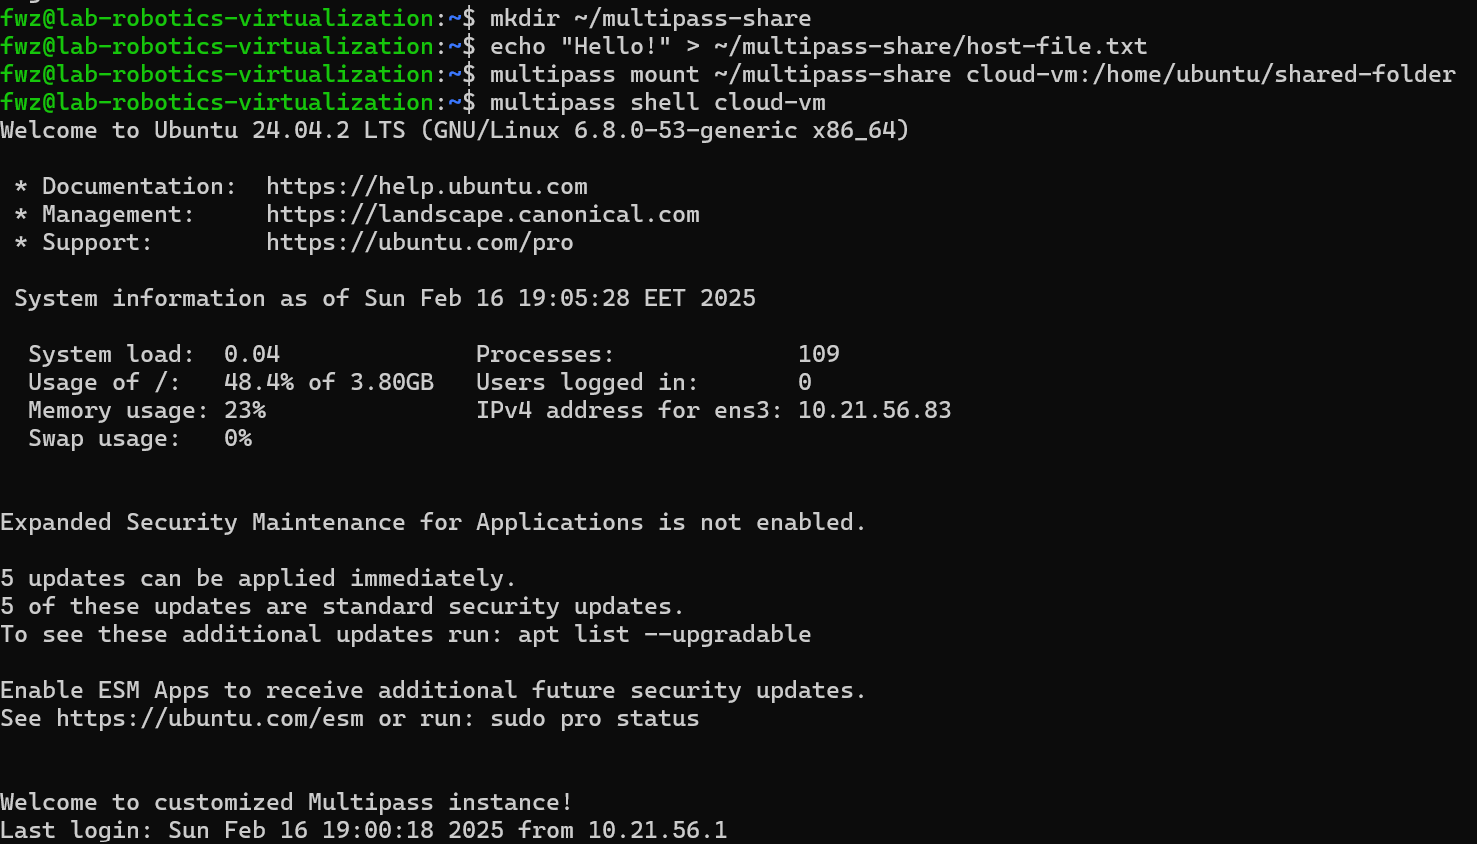 fwz@lab-robotics-virtualization:~$ mkdir ~/multipass-share
fwz@lab-robotics-virtualization:~$ echo "Hello!" > ~/multipass-share/host-file.txt
fwz@lab-robotics-virtualization:~$ multipass mount ~/multipass-share cloud-vm:/home/ubuntu/shared-folder
fwz@lab-robotics-virtualization:~$ multipass shell cloud-vm
Welcome to Ubuntu 24.04.2 LTS (GNU/Linux 6.8.0-53-generic x86_64)

 * Documentation:  https://help.ubuntu.com
 * Management:     https://landscape.canonical.com
 * Support:        https://ubuntu.com/pro

 System information as of Sun Feb 16 19:05:28 EET 2025

  System load:  0.04              Processes:             109
  Usage of /:   48.4% of 3.80GB   Users logged in:       0
  Memory usage: 23%               IPv4 address for ens3: 10.21.56.83
  Swap usage:   0%


Expanded Security Maintenance for Applications is not enabled.

5 updates can be applied immediately.
5 of these updates are standard security updates.
To see these additional updates run: apt list --upgradable

Enable ESM Apps to receive additional future security updates.
See https://ubuntu.com/esm or run: sudo pro status


Welcome to customized Multipass instance!
Last login: Sun Feb 16 19:00:18 2025 from 10.21.56.1